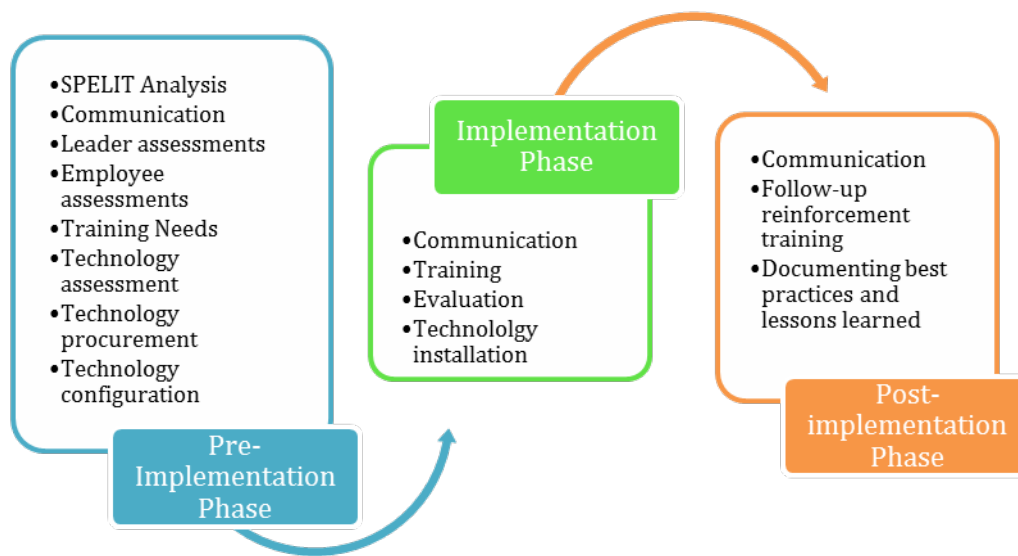 •SPELIT Analysis
•Communication
•Leader assessments
•Employee
assessments
•Training Needs
•Technology
assessment
•Technology
procurement
•Technology
configuration
Pre-
Implementation
Phase
Implementation
Phase
•Communication
•Training
•Evaluation
•Technololgy
installation
•Communication
•Follow-up
reinforcement
training
•Documenting best
practices and
lessons learned
Post-
implementation
Phase